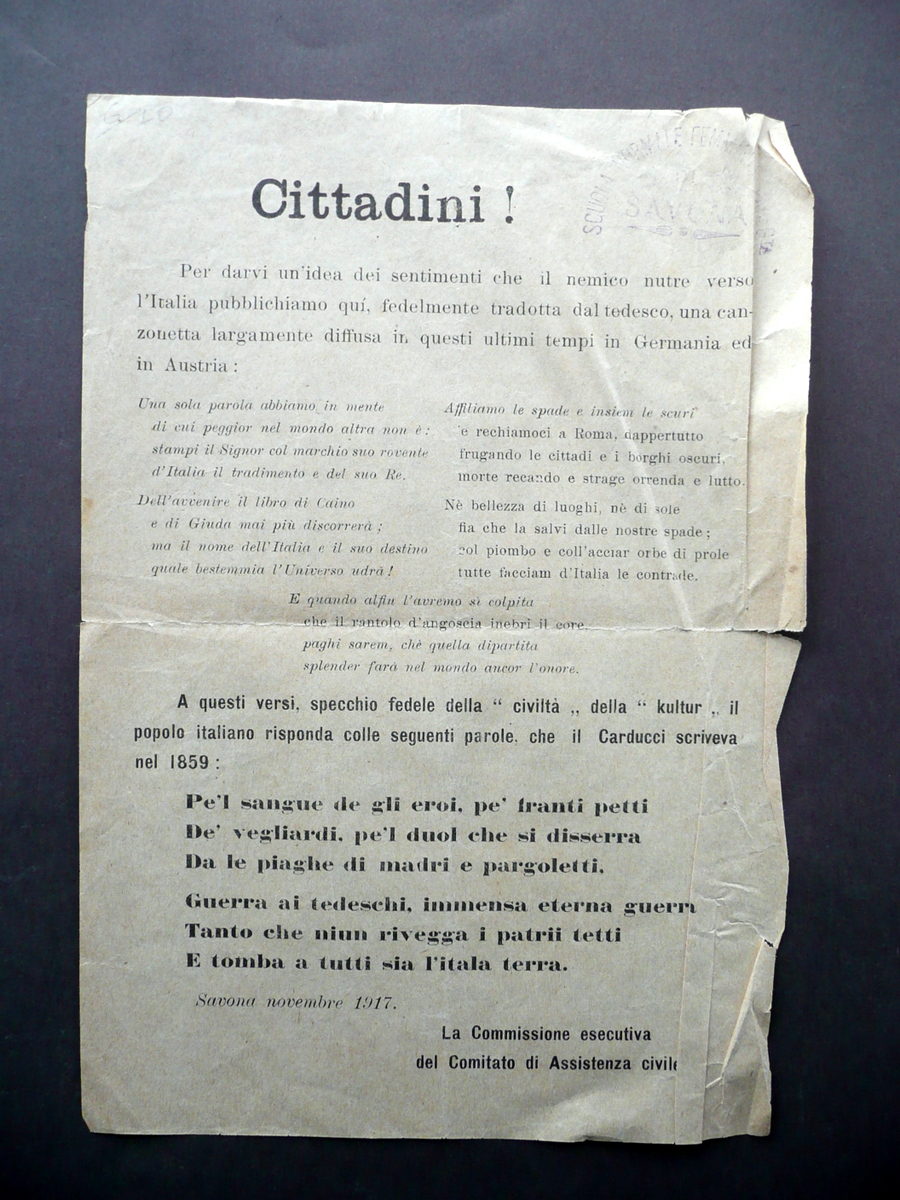 Cittadini !
SCUOLA NORMALE
SAVONA
Per darvi un'idea dei sentimenti che il nemico nutre verso
l'Italia pubblichiamo quí, fedelmente tradotta dal tedesco, una can-
zonetta largamente diffusa in questi ultimi tempi in Germania ed
in Austria :
Una sola parola abbiamo in mente
di cui peggior nel mondo altra non è :
stampi il Signor col marchio suo rovente
d'Italia il tradimento e del suo Re.
Dell'avvenire il libro di Caino
e di Giuda mai più discorrerà ;
ma il nome dell'Italia e il suo destino
quale bestemmia l'Universo udrà !
Affiliamo le spade e insiem le scuri
e rechiamoci a Roma, dappertutto
frugando le cittadi e i borghi oscuri,
morte recando e strage orrenda e lutto.
Nè bellezza di luoghi, nè di sole
fia che la salvi dalle nostre spade ;
col piombo e coll'acciar orbe di prole
tutte facciam d'Italia le contrade.
E quando alfin l'avremo sì colpita
che il rantolo d'angoscia inebri il core,
paghi sarem, chè quella dipartita
splender farà nel mondo ancor l'onore.
A questi versi, specchio fedele della “ civiltà „ della “ kultur „ il
popolo italiano risponda colle seguenti parole, che il Carducci scriveva
nel 1859 :
Pe'l sangue de gli eroi, pe' franti petti
De' vegliardi, pe'l duol che si disserra
Da le piaghe di madri e pargoletti,
Guerra ai tedeschi, immensa eterna guerra
Tanto che niun rivegga i patrii tetti
E tomba a tutti sia l'itala terra.
Savona novembre 1917.
La Commissione esecutiva
del Comitato di Assistenza civile